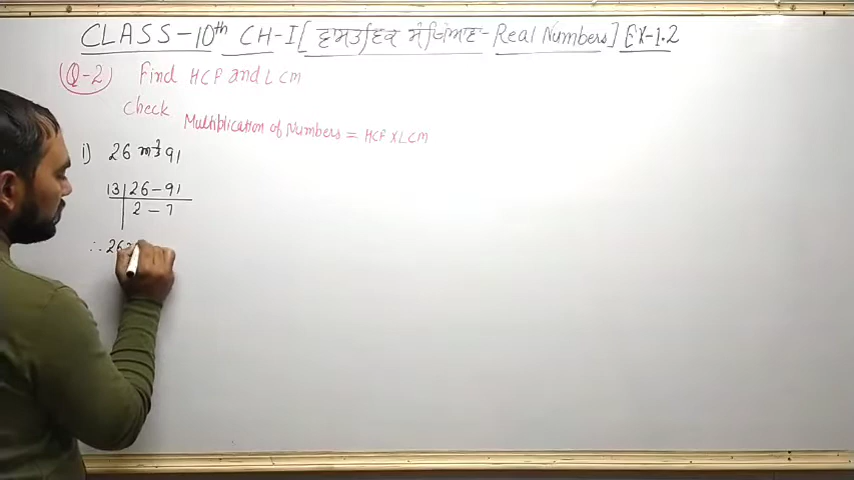 CLASS-10th CH-I [ ਵਾਸਤਵਿਕ ਸੰਖਿਆਵਾਂ - Real Numbers ] EX-1.2
Q-2 Find HCF and LCM
Check
Multiplication of Numbers = HCF X LCM
i) 26 ਅਤੇ 91
13 | 26 - 91
2 - 7
∴ 26